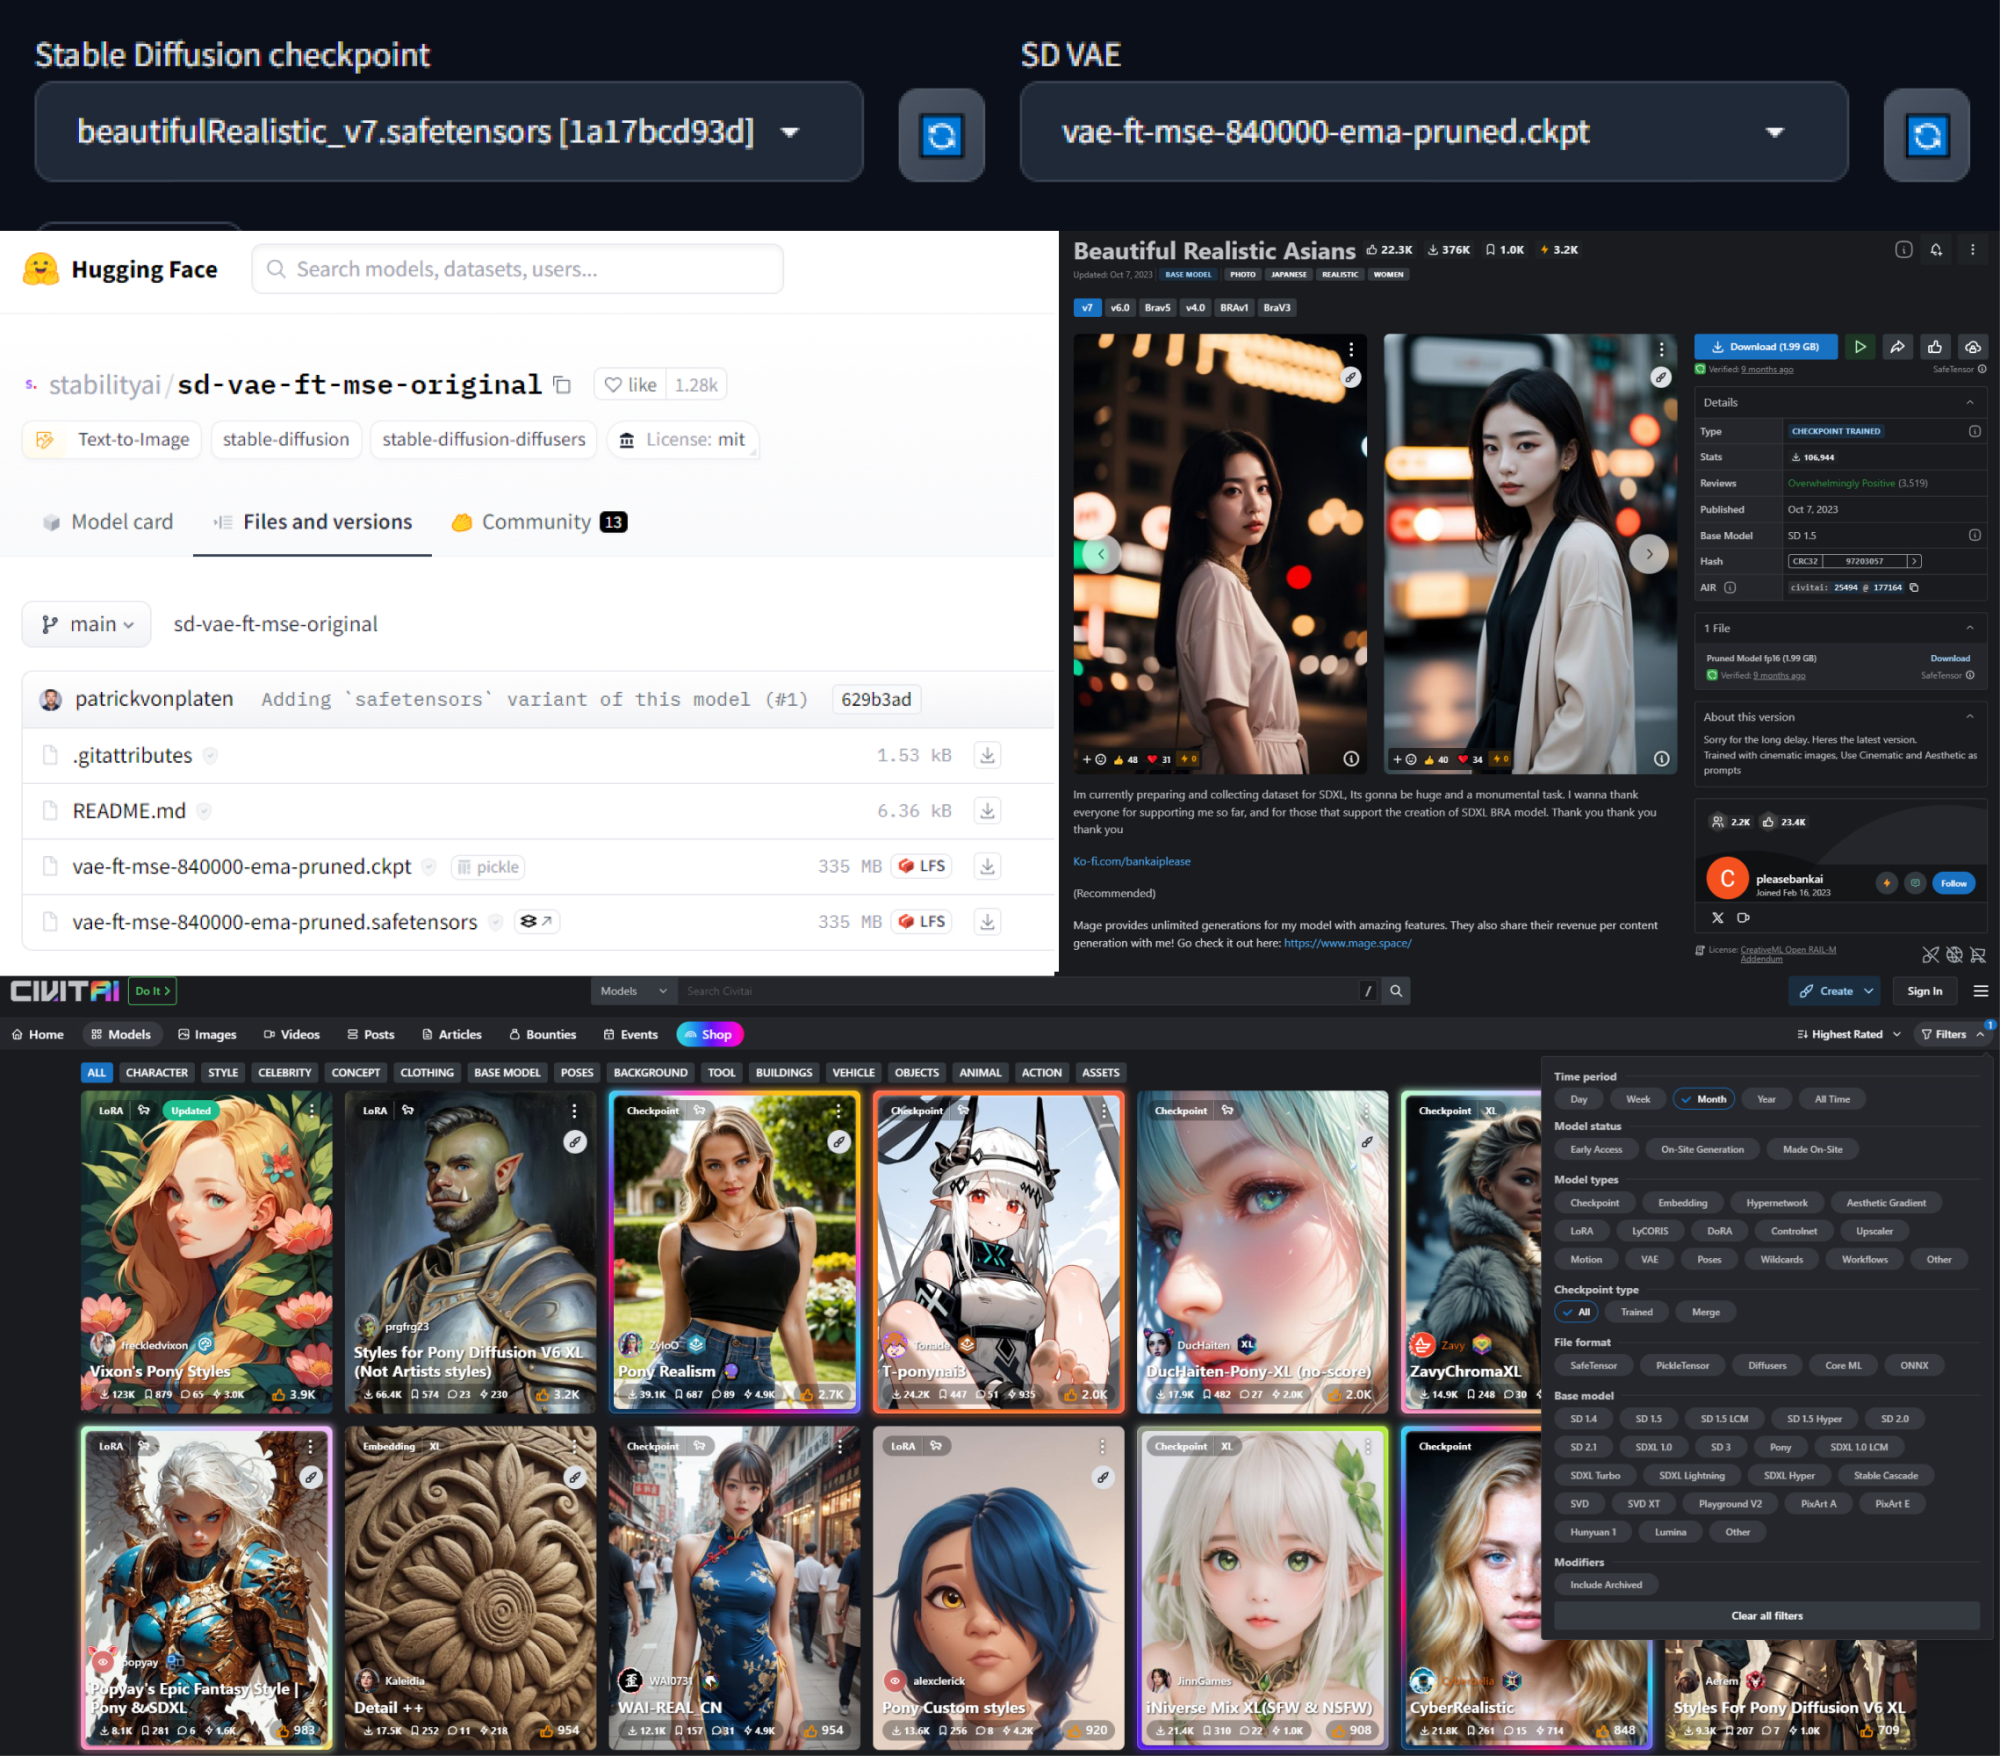 Stable Diffusion checkpoint
beautifulRealistic_v7.safetensors [1a17bcd93d]
SD VAE
vae-ft-mse-840000-ema-pruned.ckpt
Hugging Face
Search models, datasets, users...
stabilityai/sd-vae-ft-mse-original
like 1.28k
Text-to-Image stable-diffusion stable-diffusion-diffusers License: mit
Model card Files and versions Community 13
main sd-vae-ft-mse-original
patrickvonplaten Adding `safetensors` variant of this model (#1) 629b3ad
.gitattributes 1.53 kB
README.md 6.36 kB
vae-ft-mse-840000-ema-pruned.ckpt pickle 335 MB LFS
vae-ft-mse-840000-ema-pruned.safetensors 335 MB LFS
Beautiful Realistic Asians 22.3K 376K 1.0K 3.2K
Updated: Oct 7, 2023 BASE MODEL PHOTO JAPANESE REALISTIC WOMEN
v7 v6.0 Brav5 v4.0 BRAv1 BraV3
48 31 0
40 34 0
Im currently preparing and collecting dataset for SDXL, Its gonna be huge and a monumental task. I wanna thank
everyone for supporting me so far, and for those that support the creation of SDXL BRA model. Thank you thank you
thank you
Ko-fi.com/bankaiplease
(Recommended)
Mage provides unlimited generations for my model with amazing features. They also share their revenue per content
generation with me! Go check it out here: https://www.mage.space/
Download (1.99 GB)
Verified: 9 months ago SafeTensor
Details
Type CHECKPOINT TRAINED
Stats 106,944
Reviews Overwhelmingly Positive (3,519)
Published Oct 7, 2023
Base Model SD 1.5
Hash CRC32 97203057
AIR civitai: 25494 @ 177164
1 File
Pruned Model fp16 (1.99 GB) Download
Verified: 9 months ago SafeTensor
About this version
Sorry for the long delay. Heres the latest version.
Trained with cinematic images, Use Cinematic and Aesthetic as
prompts
2.2K 23.4K
C
pleasebankai
Joined Feb 16, 2023
Follow
License: CreativeML Open RAIL-M
Addendum
CIVITAI Do It
Models Search Civitai /
Create Sign In
Home Models Images Videos Posts Articles Bounties Events Shop
Highest Rated Filters 1
ALL CHARACTER STYLE CELEBRITY CONCEPT CLOTHING BASE MODEL POSES BACKGROUND TOOL BUILDINGS VEHICLE OBJECTS ANIMAL ACTION ASSETS
LoRA Updated
freckledvixon
Vixon's Pony Styles
123K 879 65 3.0K 3.9K
LoRA
prgfrg23
Styles for Pony Diffusion V6 XL
(Not Artists styles)
66.4K 574 23 230 3.2K
Checkpoint
ZyloO
Pony Realism
39.1K 687 89 4.9K 2.7K
Checkpoint
Tonade
T-ponynai3
24.2K 447 51 935 2.0K
Checkpoint
DucHaiten XL
DucHaiten-Pony-XL (no-score)
17.9K 482 27 2.0K 2.0K
Checkpoint XL
Zavy
ZavyChromaXL
14.9K 248 30
LoRA
popyay
Popyay's Epic Fantasy Style |
Pony & SDXL
8.1K 281 6 1.6K 983
Embedding XL
Kaleidia
Detail ++
17.5K 252 11 218 954
Checkpoint
WAI0731
WAI-REAL_CN
12.1K 157 31 4.9K 954
LoRA
alexclerick
Pony Custom styles
13.6K 256 8 4.2K 920
Checkpoint XL
JinnGames
iNiverse Mix XL(SFW & NSFW)
21.4K 310 22 1.0K 908
Checkpoint
CyberRealistic
21.8K 261 15 714 848
Aerem
Styles For Pony Diffusion V6 XL
9.3K 207 7 1.0K 709
Time period
Day Week Month Year All Time
Model status
Early Access On-Site Generation Made On-Site
Model types
Checkpoint Embedding Hypernetwork Aesthetic Gradient
LoRA LyCORIS DoRA Controlnet Upscaler
Motion VAE Poses Wildcards Workflows Other
Checkpoint type
All Trained Merge
File format
SafeTensor PickleTensor Diffusers Core ML ONNX
Base model
SD 1.4 SD 1.5 SD 1.5 LCM SD 1.5 Hyper SD 2.0
SD 2.1 SDXL 1.0 SD 3 Pony SDXL 1.0 LCM
SDXL Turbo SDXL Lightning SDXL Hyper Stable Cascade
SVD SVD XT Playground V2 PixArt A PixArt E
Hunyuan 1 Lumina Other
Modifiers
Include Archived
Clear all filters